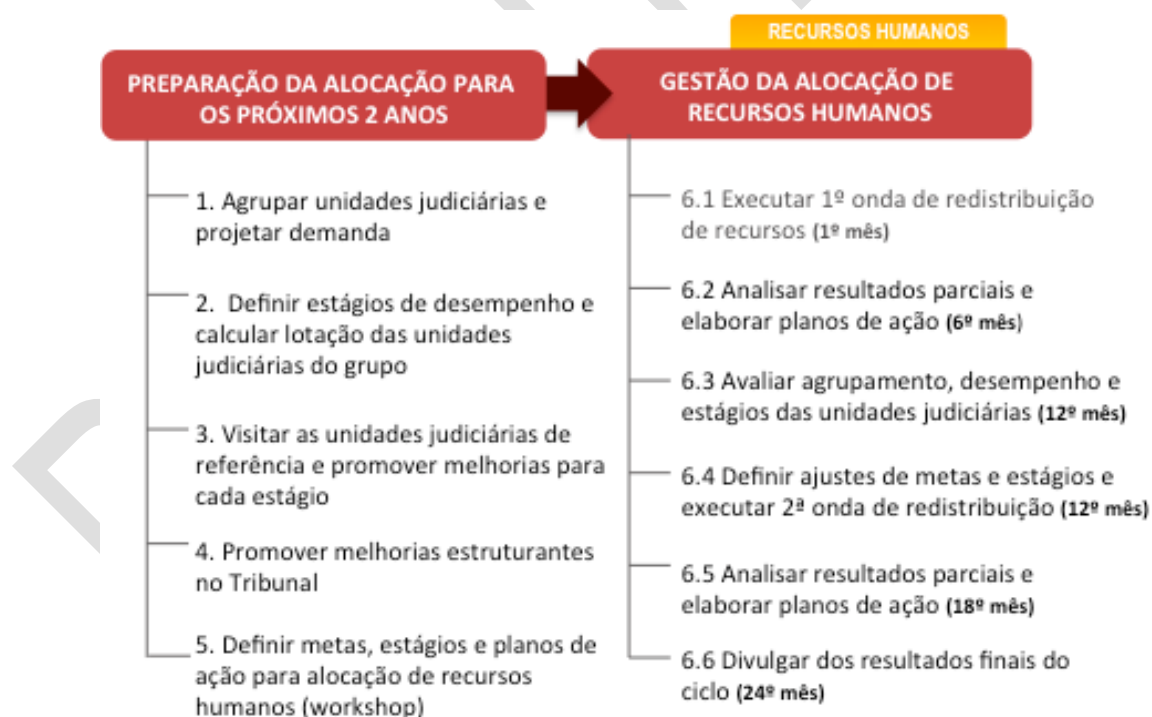 RECURSOS HUMANOS
PREPARAÇÃO DA ALOCAÇÃO PARA
OS PRÓXIMOS 2 ANOS
1. Agrupar unidades judiciárias e
projetar demanda
2. Definir estágios de desempenho e
calcular lotação das unidades
judiciárias do grupo
3. Visitar as unidades judiciárias de
referência e promover melhorias para
cada estágio
4. Promover melhorias estruturantes
no Tribunal
5. Definir metas, estágios e planos de
ação para alocação de recursos
humanos (workshop)
GESTÃO DA ALOCAÇÃO DE
RECURSOS HUMANOS
6.1 Executar 1º onda de redistribuição
de recursos (1º mês)
6.2 Analisar resultados parciais e
elaborar planos de ação (6º mês)
6.3 Avaliar agrupamento, desempenho e
estágios das unidades judiciárias (12º mês)
6.4 Definir ajustes de metas e estágios e
executar 2ª onda de redistribuição (12º mês)
6.5 Analisar resultados parciais e
elaborar planos de ação (18º mês)
6.6 Divulgar dos resultados finais do
ciclo (24º mês)